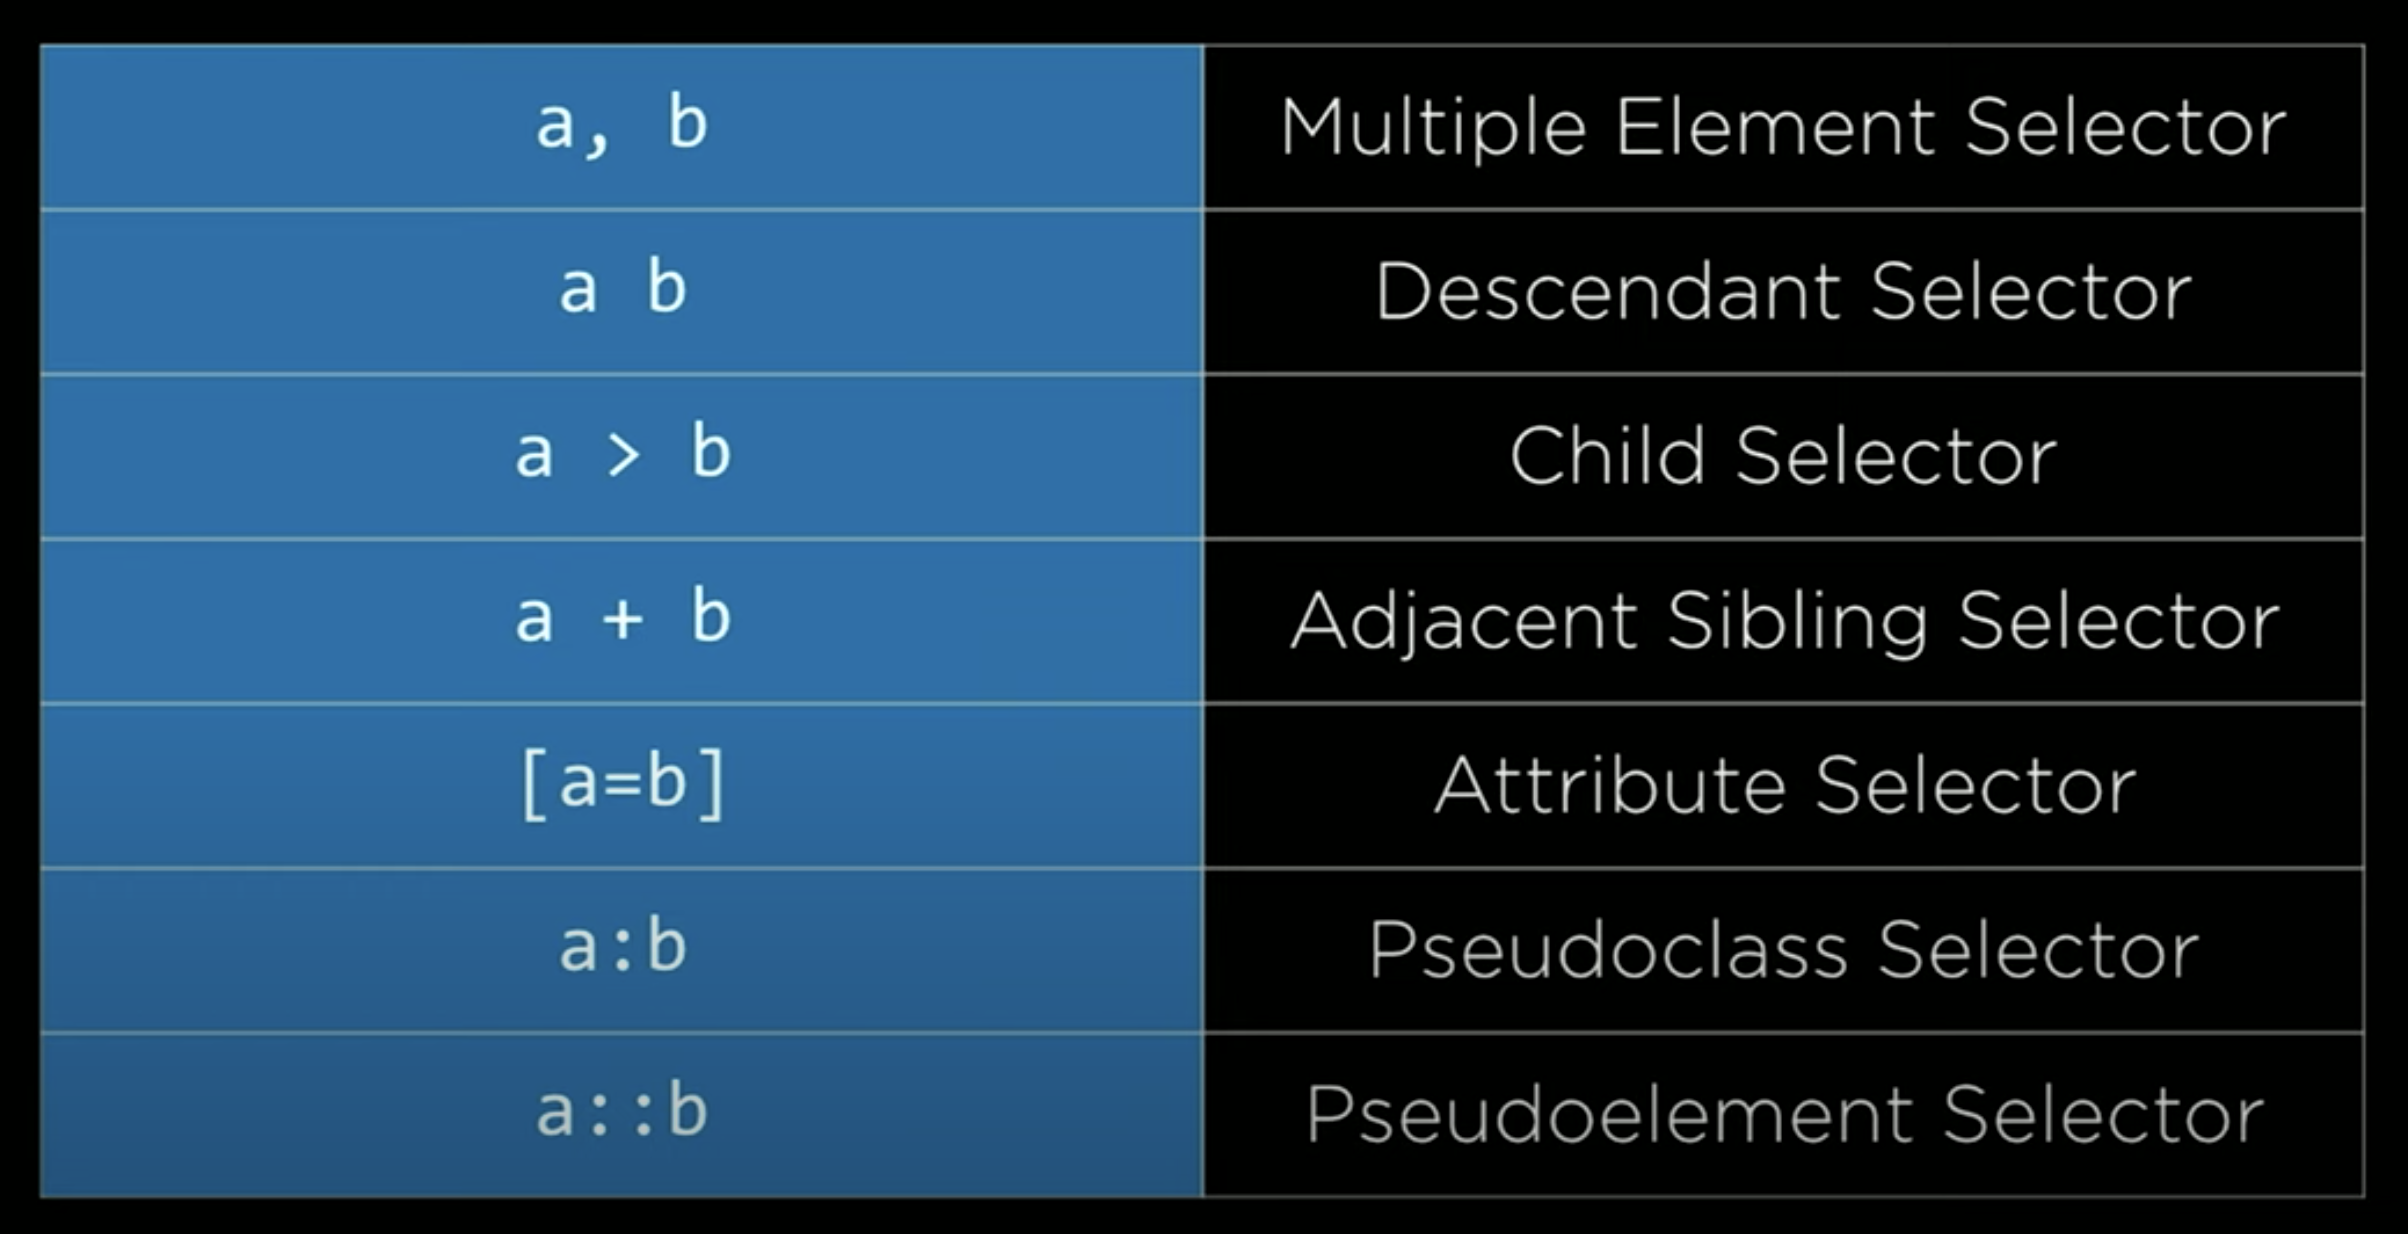 a, b Multiple Element Selector
a b Descendant Selector
a > b Child Selector
a + b Adjacent Sibling Selector
[a=b] Attribute Selector
a:b Pseudoclass Selector
a::b Pseudoelement Selector